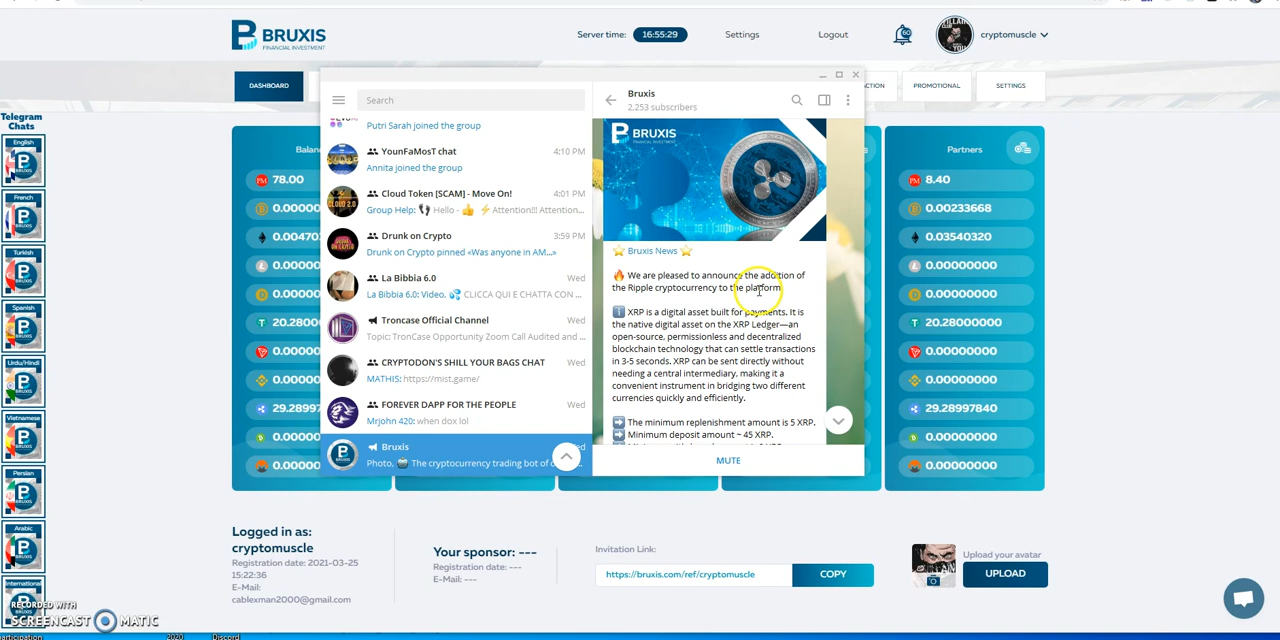 BRUXIS
FINANCIAL INVESTMENT
Server time:
16:55:29
Settings
Logout
60
cryptomuscle
DASHBOARD
ACTION
PROMOTIONAL
SETTINGS
Telegram
Chats
English
French
Turkish
Spanish
Urdu/Hindi
Vietnamese
Persian
Arabic
International
Balan
78.00
0.00000
0.00470
0.00000
0.00000
20.28000
0.00000
0.00000
29.28997
0.00000
0.00000
Search
Putri Sarah joined the group
YounFaMosT chat
4:10 PM
Annita joined the group
Cloud Token [SCAM] - Move On!
4:01 PM
Group Help: 👣 Hello - 👍 ⚡ Attention!!! Attention...
Drunk on Crypto
3:59 PM
Drunk on Crypto pinned «Was anyone in AM...»
La Bibbia 6.0
Wed
La Bibbia 6.0: Video, 💦 CLICCA QUI E CHATTA CON ...
Troncase Official Channel
Wed
Topic: TronCase Opportunity Zoom Call Audited and ...
CRYPTODON'S SHILL YOUR BAGS CHAT
Wed
MATHIS: https://mist.game/
FOREVER DAPP FOR THE PEOPLE
Wed
Mrjohn 420: when dox lol
Bruxis
ed
Photo, 🤖 The cryptocurrency trading bot of o
Bruxis
2,253 subscribers
BRUXIS
FINANCIAL INVESTMENT
⭐ Bruxis News ⭐
🔥 We are pleased to announce the addition of
the Ripple cryptocurrency to the platform
ℹ️ XRP is a digital asset built for payments. It is
the native digital asset on the XRP Ledger—an
open-source, permissionless and decentralized
blockchain technology that can settle transactions
in 3-5 seconds. XRP can be sent directly without
needing a central intermediary, making it a
convenient instrument in bridging two different
currencies quickly and efficiently.
➡️ The minimum replenishment amount is 5 XRP.
➡️ Minimum deposit amount ~ 45 XRP.
MUTE
Partners
8.40
0.00233668
0.03540320
0.00000000
0.00000000
20.28000000
0.00000000
0.00000000
29.28997840
0.00000000
0.00000000
Logged in as:
cryptomuscle
Registration date: 2021-03-25
15:22:36
E-Mail:
cablexman2000@gmail.com
Your sponsor: ---
Registration date: ---
E-Mail: ---
Invitation Link:
https://bruxis.com/ref/cryptomuscle
COPY
Upload your avatar
UPLOAD
RECORDED WITH
SCREENCAST MATIC
articipation
2020
Discord